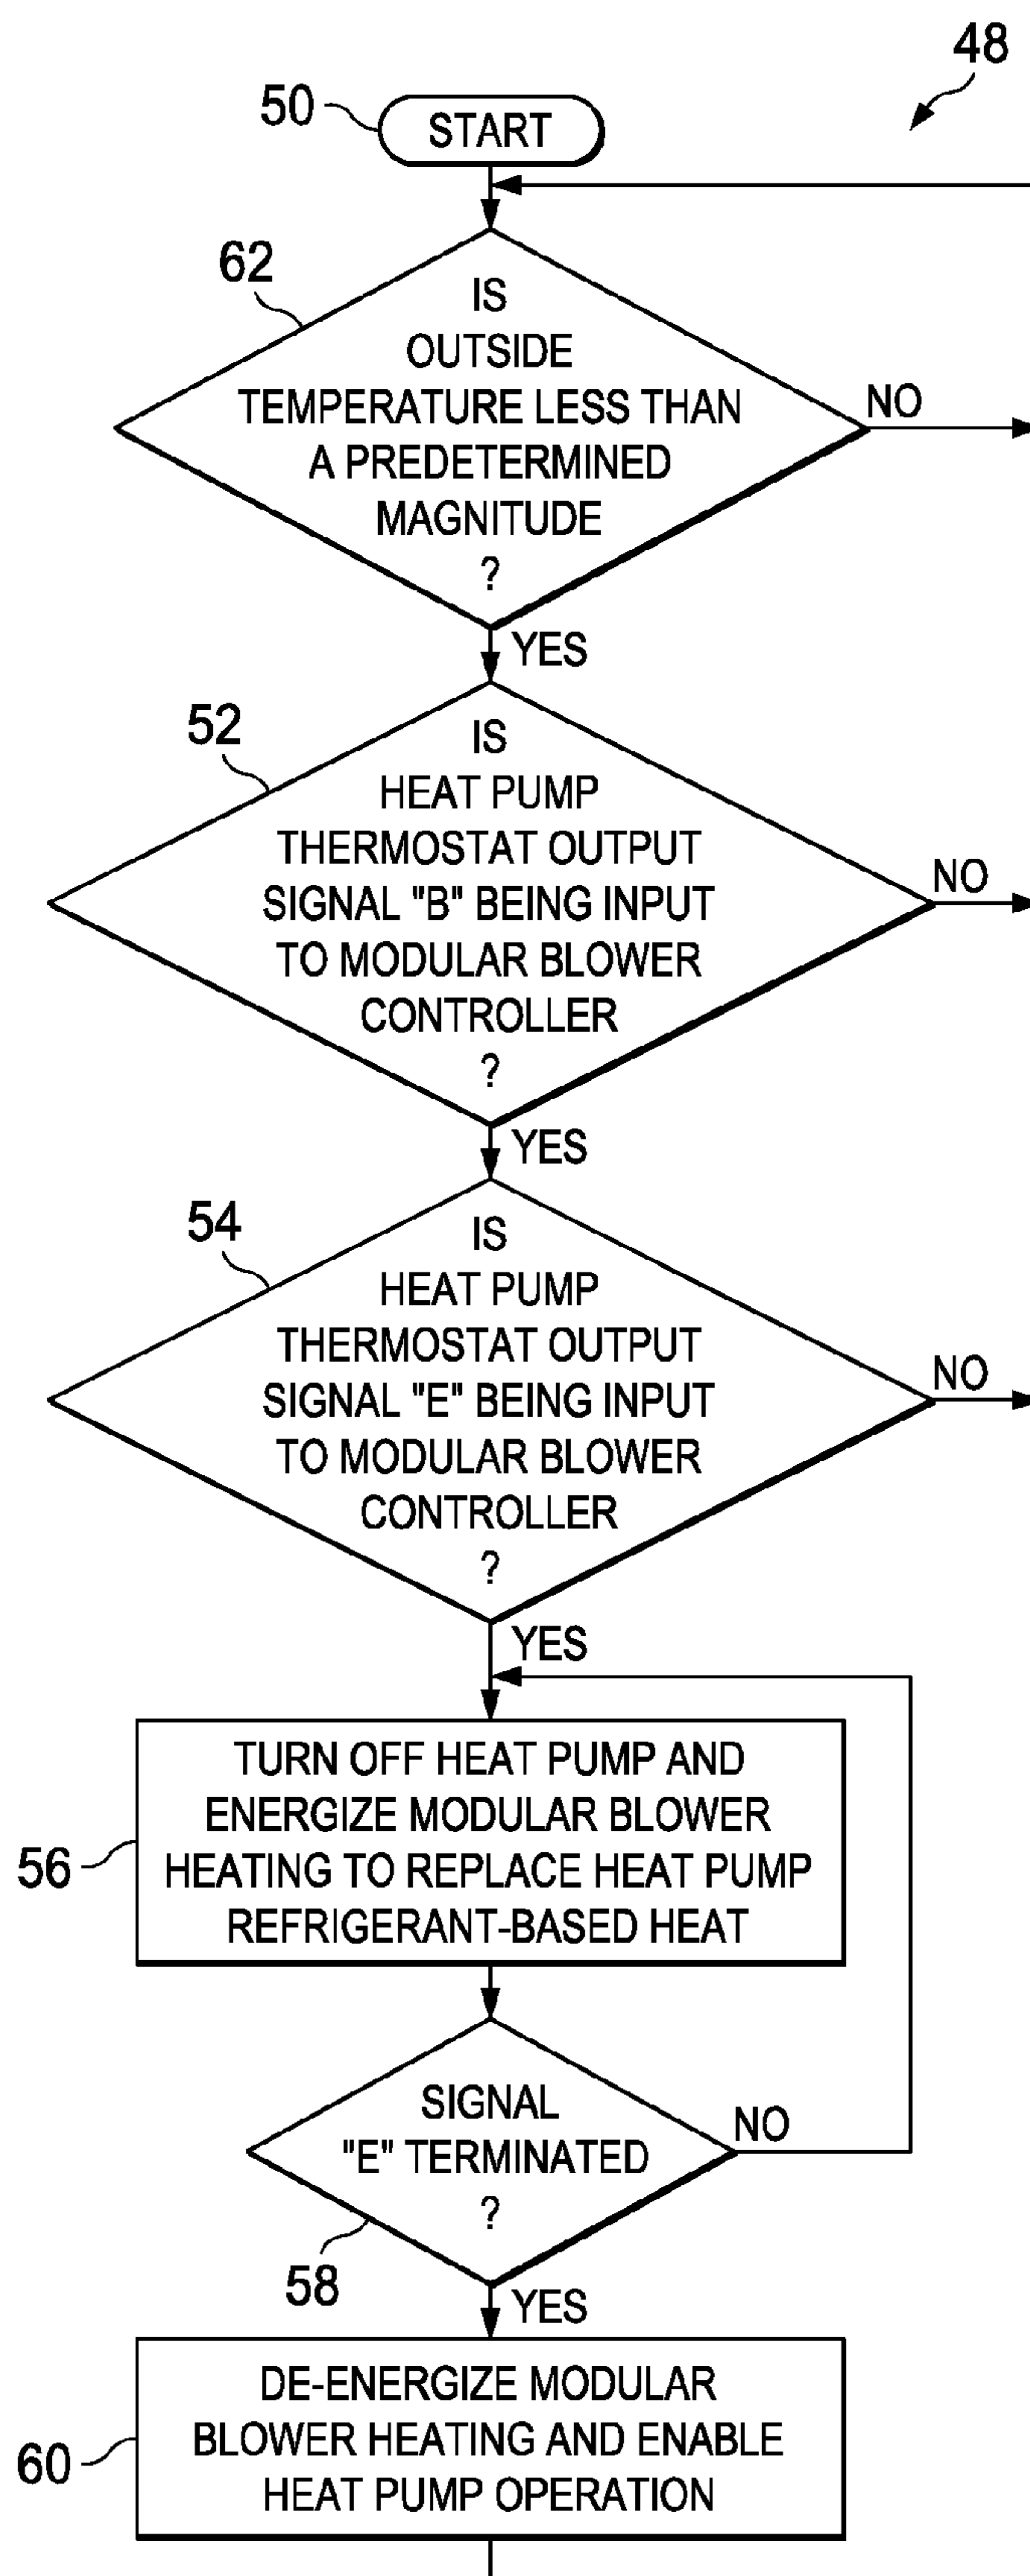 48
50
START
62
IS
OUTSIDE
TEMPERATURE LESS THAN
A PREDETERMINED
MAGNITUDE
?
NO
YES
52
IS
HEAT PUMP
THERMOSTAT OUTPUT
SIGNAL "B" BEING INPUT
TO MODULAR BLOWER
CONTROLLER
?
NO
YES
54
IS
HEAT PUMP
THERMOSTAT OUTPUT
SIGNAL "E" BEING INPUT
TO MODULAR BLOWER
CONTROLLER
?
NO
YES
56
TURN OFF HEAT PUMP AND
ENERGIZE MODULAR BLOWER
HEATING TO REPLACE HEAT PUMP
REFRIGERANT-BASED HEAT
SIGNAL
"E" TERMINATED
?
NO
58
YES
60
DE-ENERGIZE MODULAR
BLOWER HEATING AND ENABLE
HEAT PUMP OPERATION